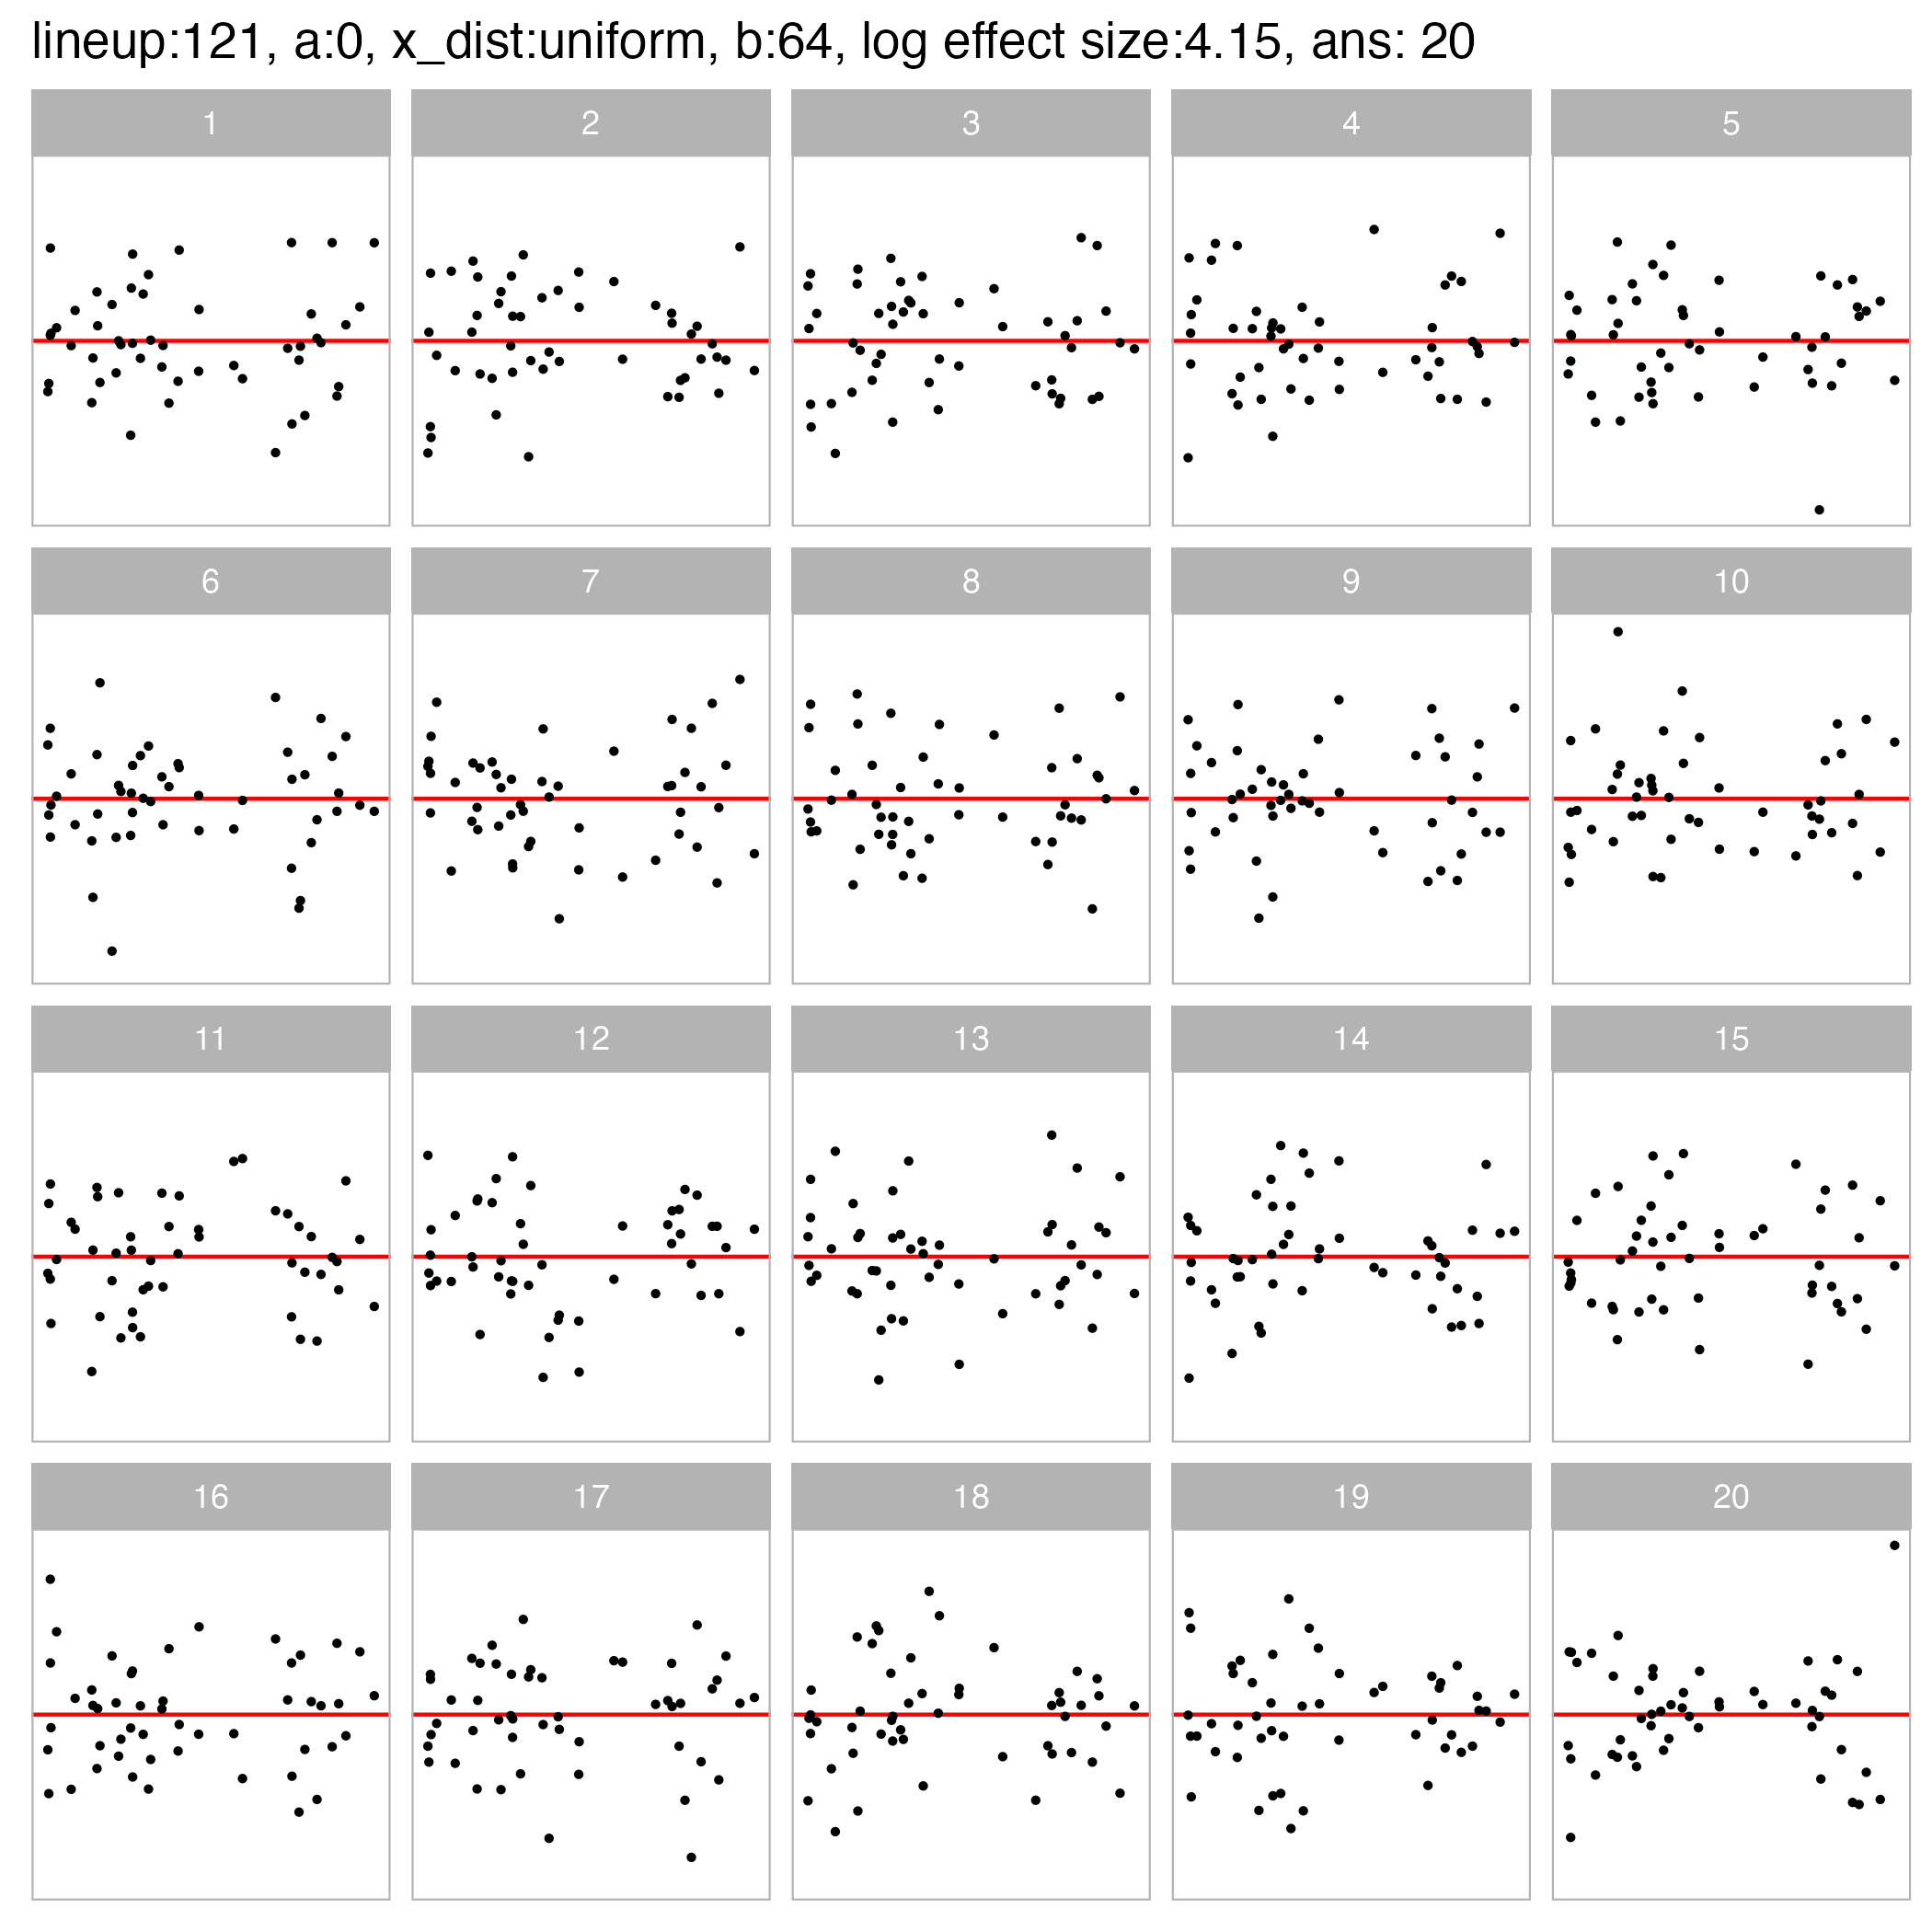 lineup:121, a:0, x_dist:uniform, b:64, log effect size:4.15, ans: 20
1 2 3 4 5
6 7 8 9 10
11 12 13 14 15
16 17 18 19 20